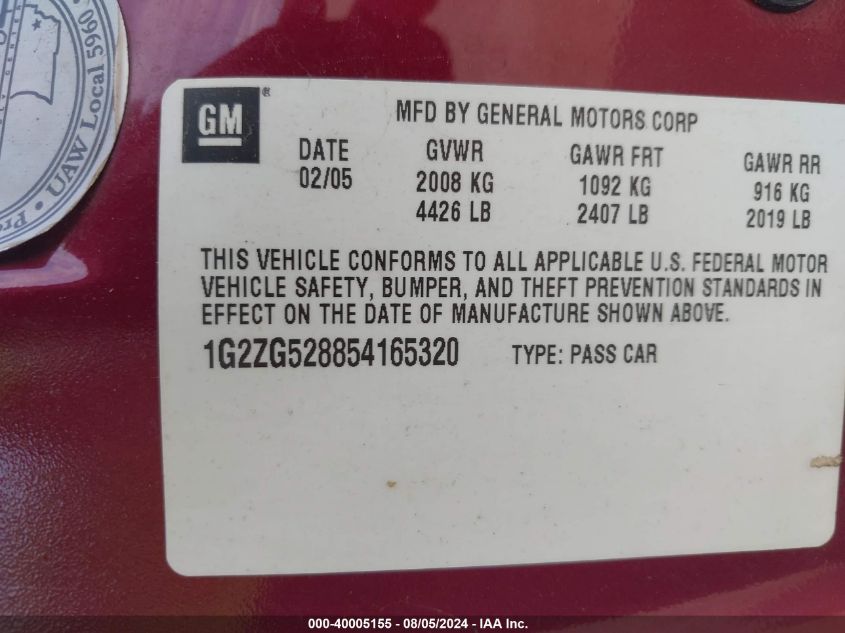 Pr
• UAW Local 5960 •
GM®
MFD BY GENERAL MOTORS CORP
DATE GVWR GAWR FRT GAWR RR
02/05 2008 KG 1092 KG 916 KG
4426 LB 2407 LB 2019 LB
THIS VEHICLE CONFORMS TO ALL APPLICABLE U.S. FEDERAL MOTOR
VEHICLE SAFETY, BUMPER, AND THEFT PREVENTION STANDARDS IN
EFFECT ON THE DATE OF MANUFACTURE SHOWN ABOVE.
1G2ZG528854165320 TYPE: PASS CAR
000-40005155 - 08/05/2024 - IAA Inc.